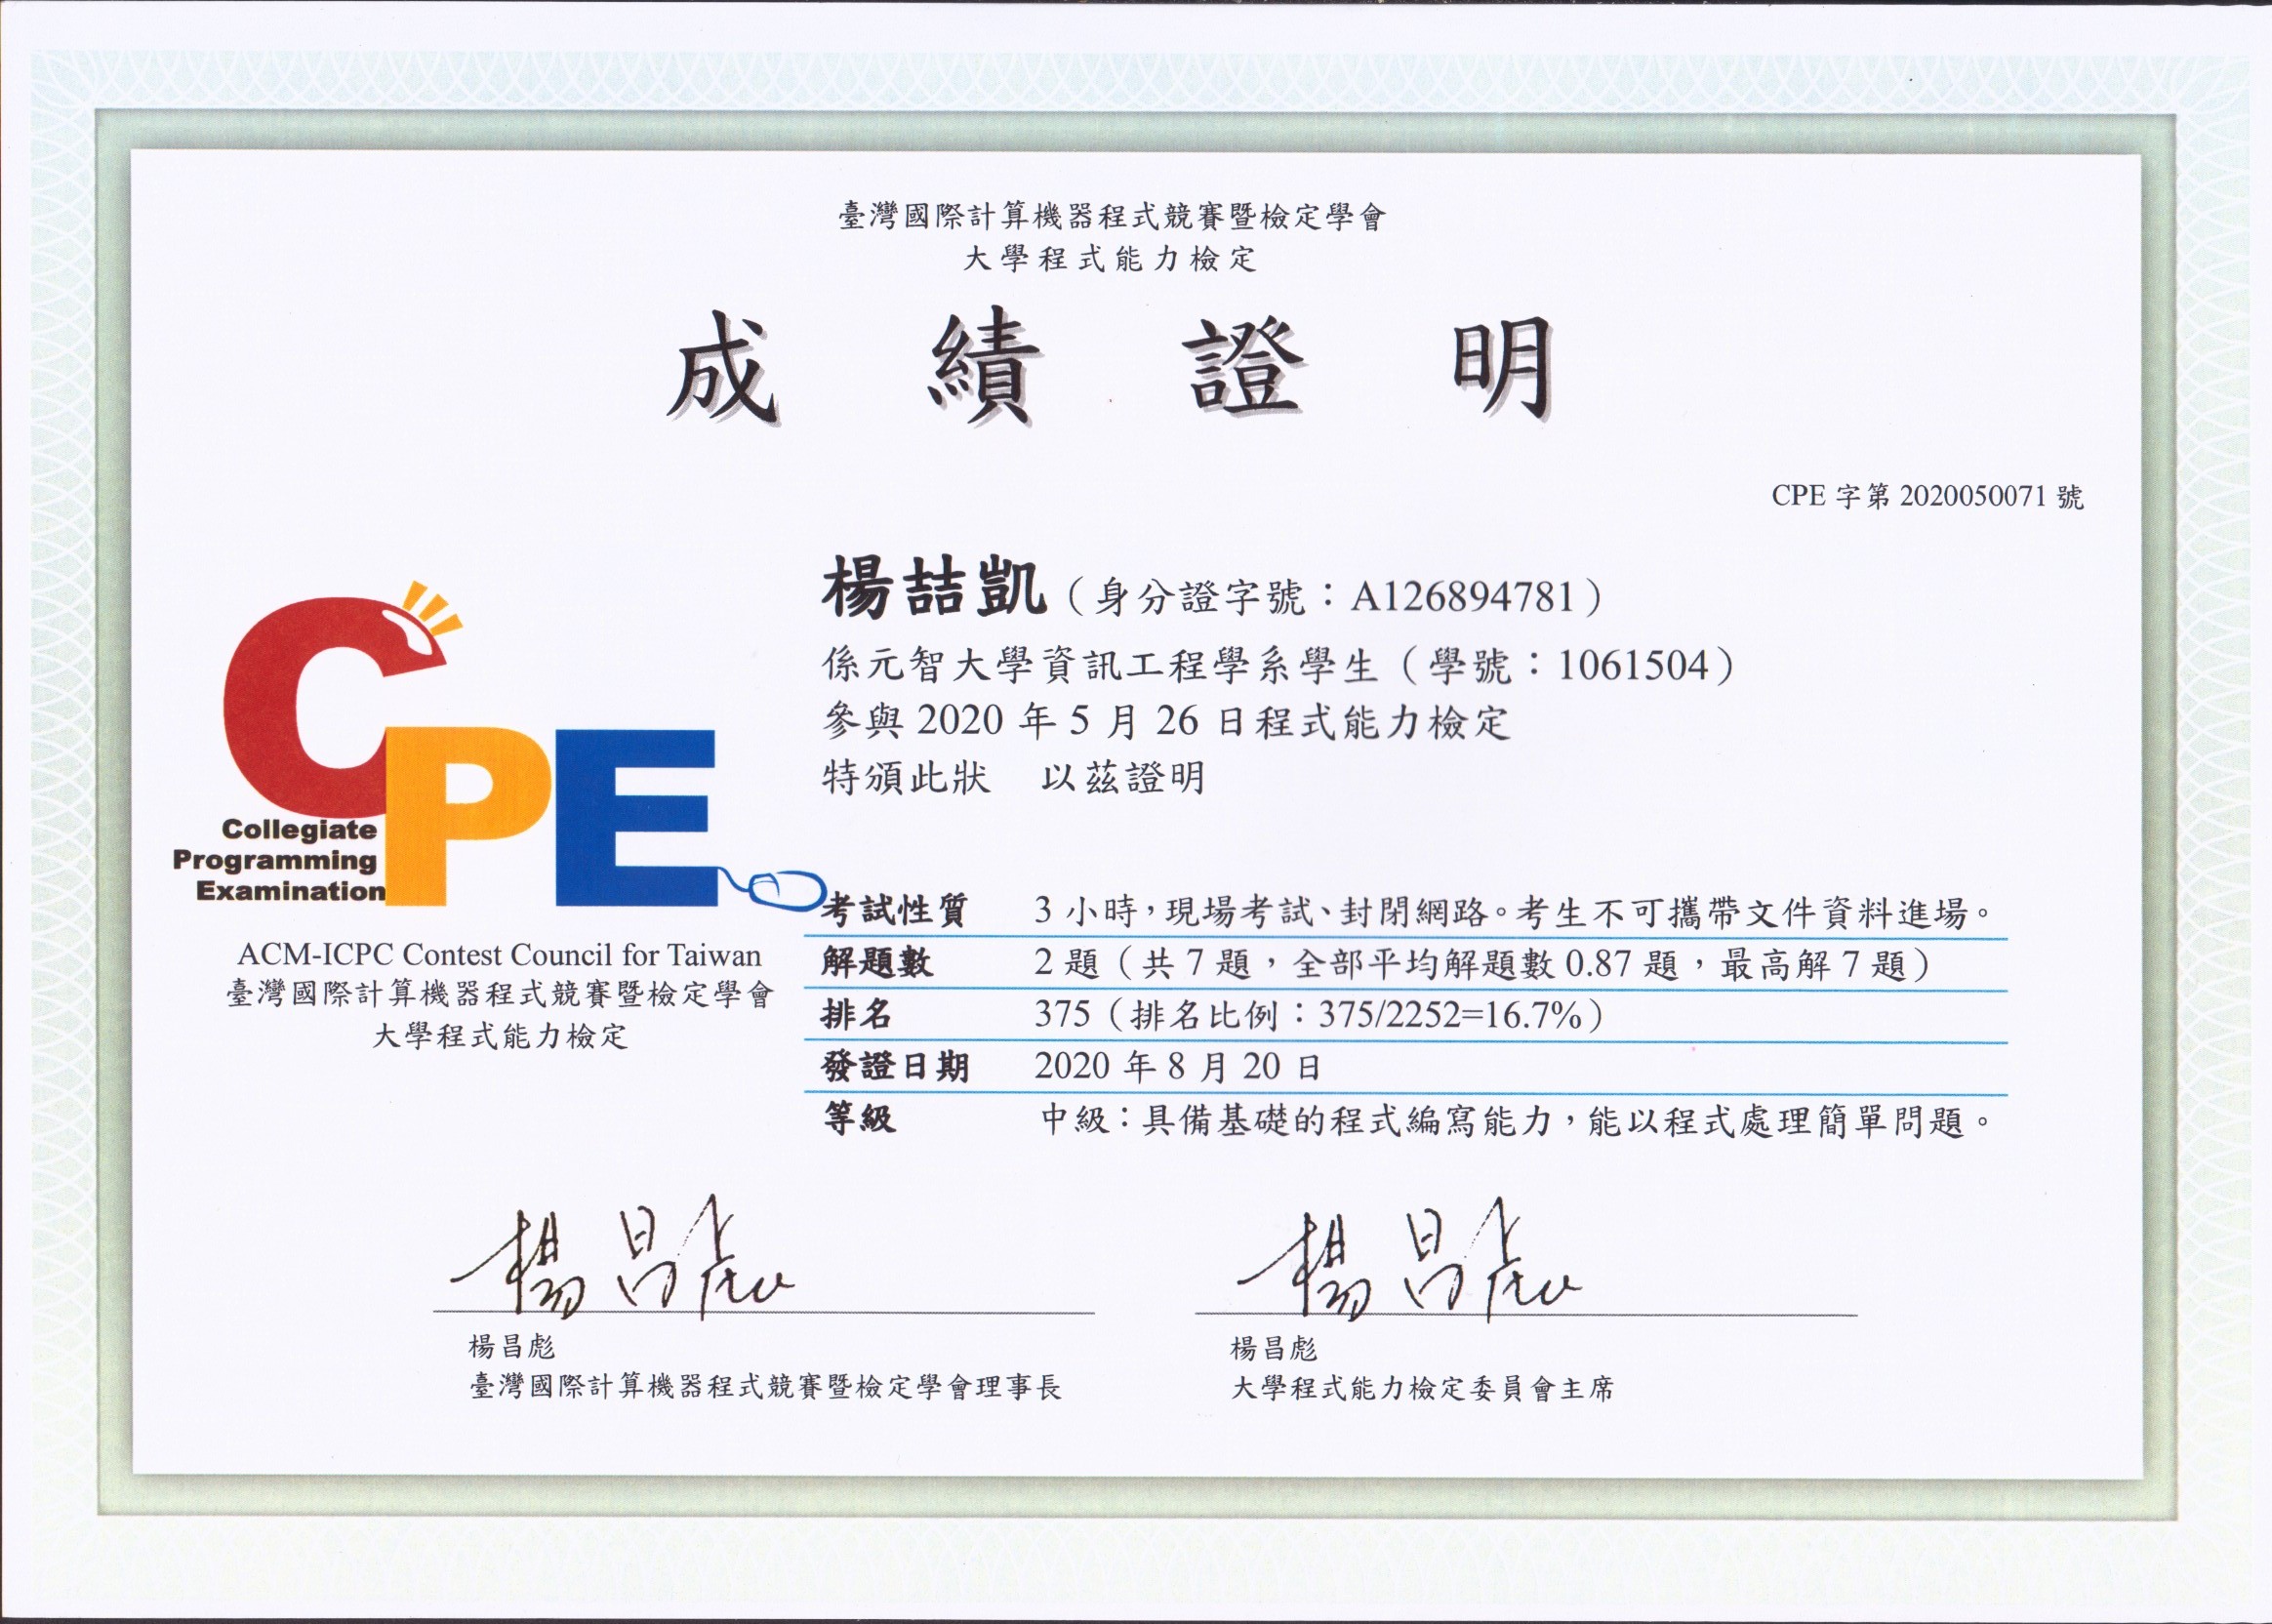 臺灣國際計算機器程式競賽暨檢定學會
大學程式能力檢定
成績證明
CPE 字第 2020050071 號
楊喆凱（身分證字號：A126894781）
係元智大學資訊工程學系學生（學號：1061504）
參與 2020 年 5 月 26 日程式能力檢定
特頒此狀　以茲證明
CPE
Collegiate
Programming
Examination
ACM-ICPC Contest Council for Taiwan
臺灣國際計算機器程式競賽暨檢定學會
大學程式能力檢定
考試性質　3 小時，現場考試、封閉網路。考生不可攜帶文件資料進場。
解題數　2 題（共 7 題，全部平均解題數 0.87 題，最高解 7 題）
排名　375（排名比例：375/2252=16.7%）
發證日期　2020 年 8 月 20 日
等級　中級：具備基礎的程式編寫能力，能以程式處理簡單問題。
楊昌彪
楊昌彪
臺灣國際計算機器程式競賽暨檢定學會理事長
楊昌彪
楊昌彪
大學程式能力檢定委員會主席